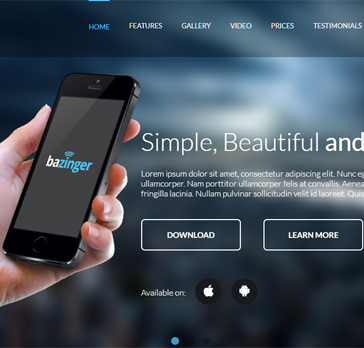 HOME FEATURES GALLERY VIDEO PRICES TESTIMONIALS
bazinger
Simple, Beautiful and
Lorem ipsum dolor sit amet, consectetur adipiscing elit. Nunc eg
ullamcorper. Nam porttitor ullamcorper felis at convallis. Aenea
fringilla lacinia. Nullam pulvinar sollicitudin velit id laoreet. Quis
DOWNLOAD LEARN MORE
Available on: